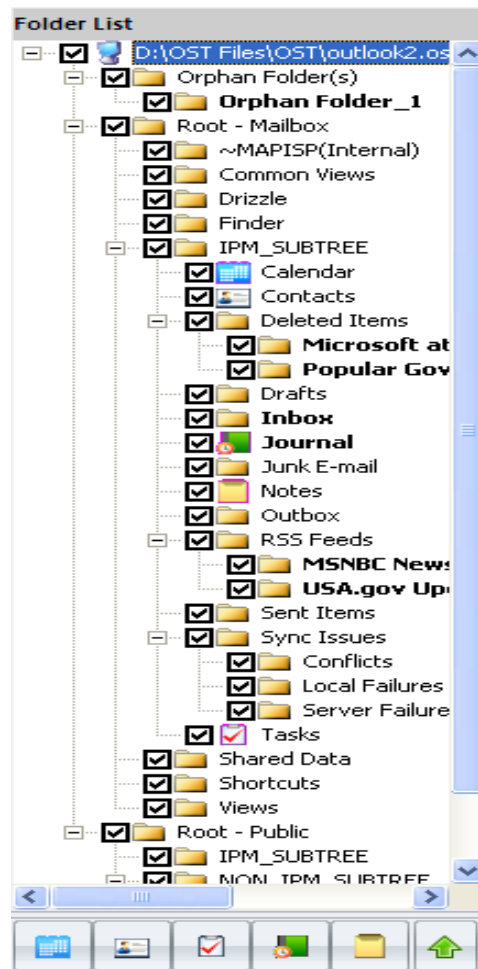 Folder List
D:\OST Files\OST\outlook2.os
Orphan Folder(s)
Orphan Folder_1
Root - Mailbox
~MAPISP(Internal)
Common Views
Drizzle
Finder
IPM_SUBTREE
Calendar
Contacts
Deleted Items
Microsoft at
Popular Gov
Drafts
Inbox
Journal
Junk E-mail
Notes
Outbox
RSS Feeds
MSNBC News
USA.gov Up
Sent Items
Sync Issues
Conflicts
Local Failures
Server Failure
Tasks
Shared Data
Shortcuts
Views
Root - Public
IPM_SUBTREE
NON_IPM_SUBTREE